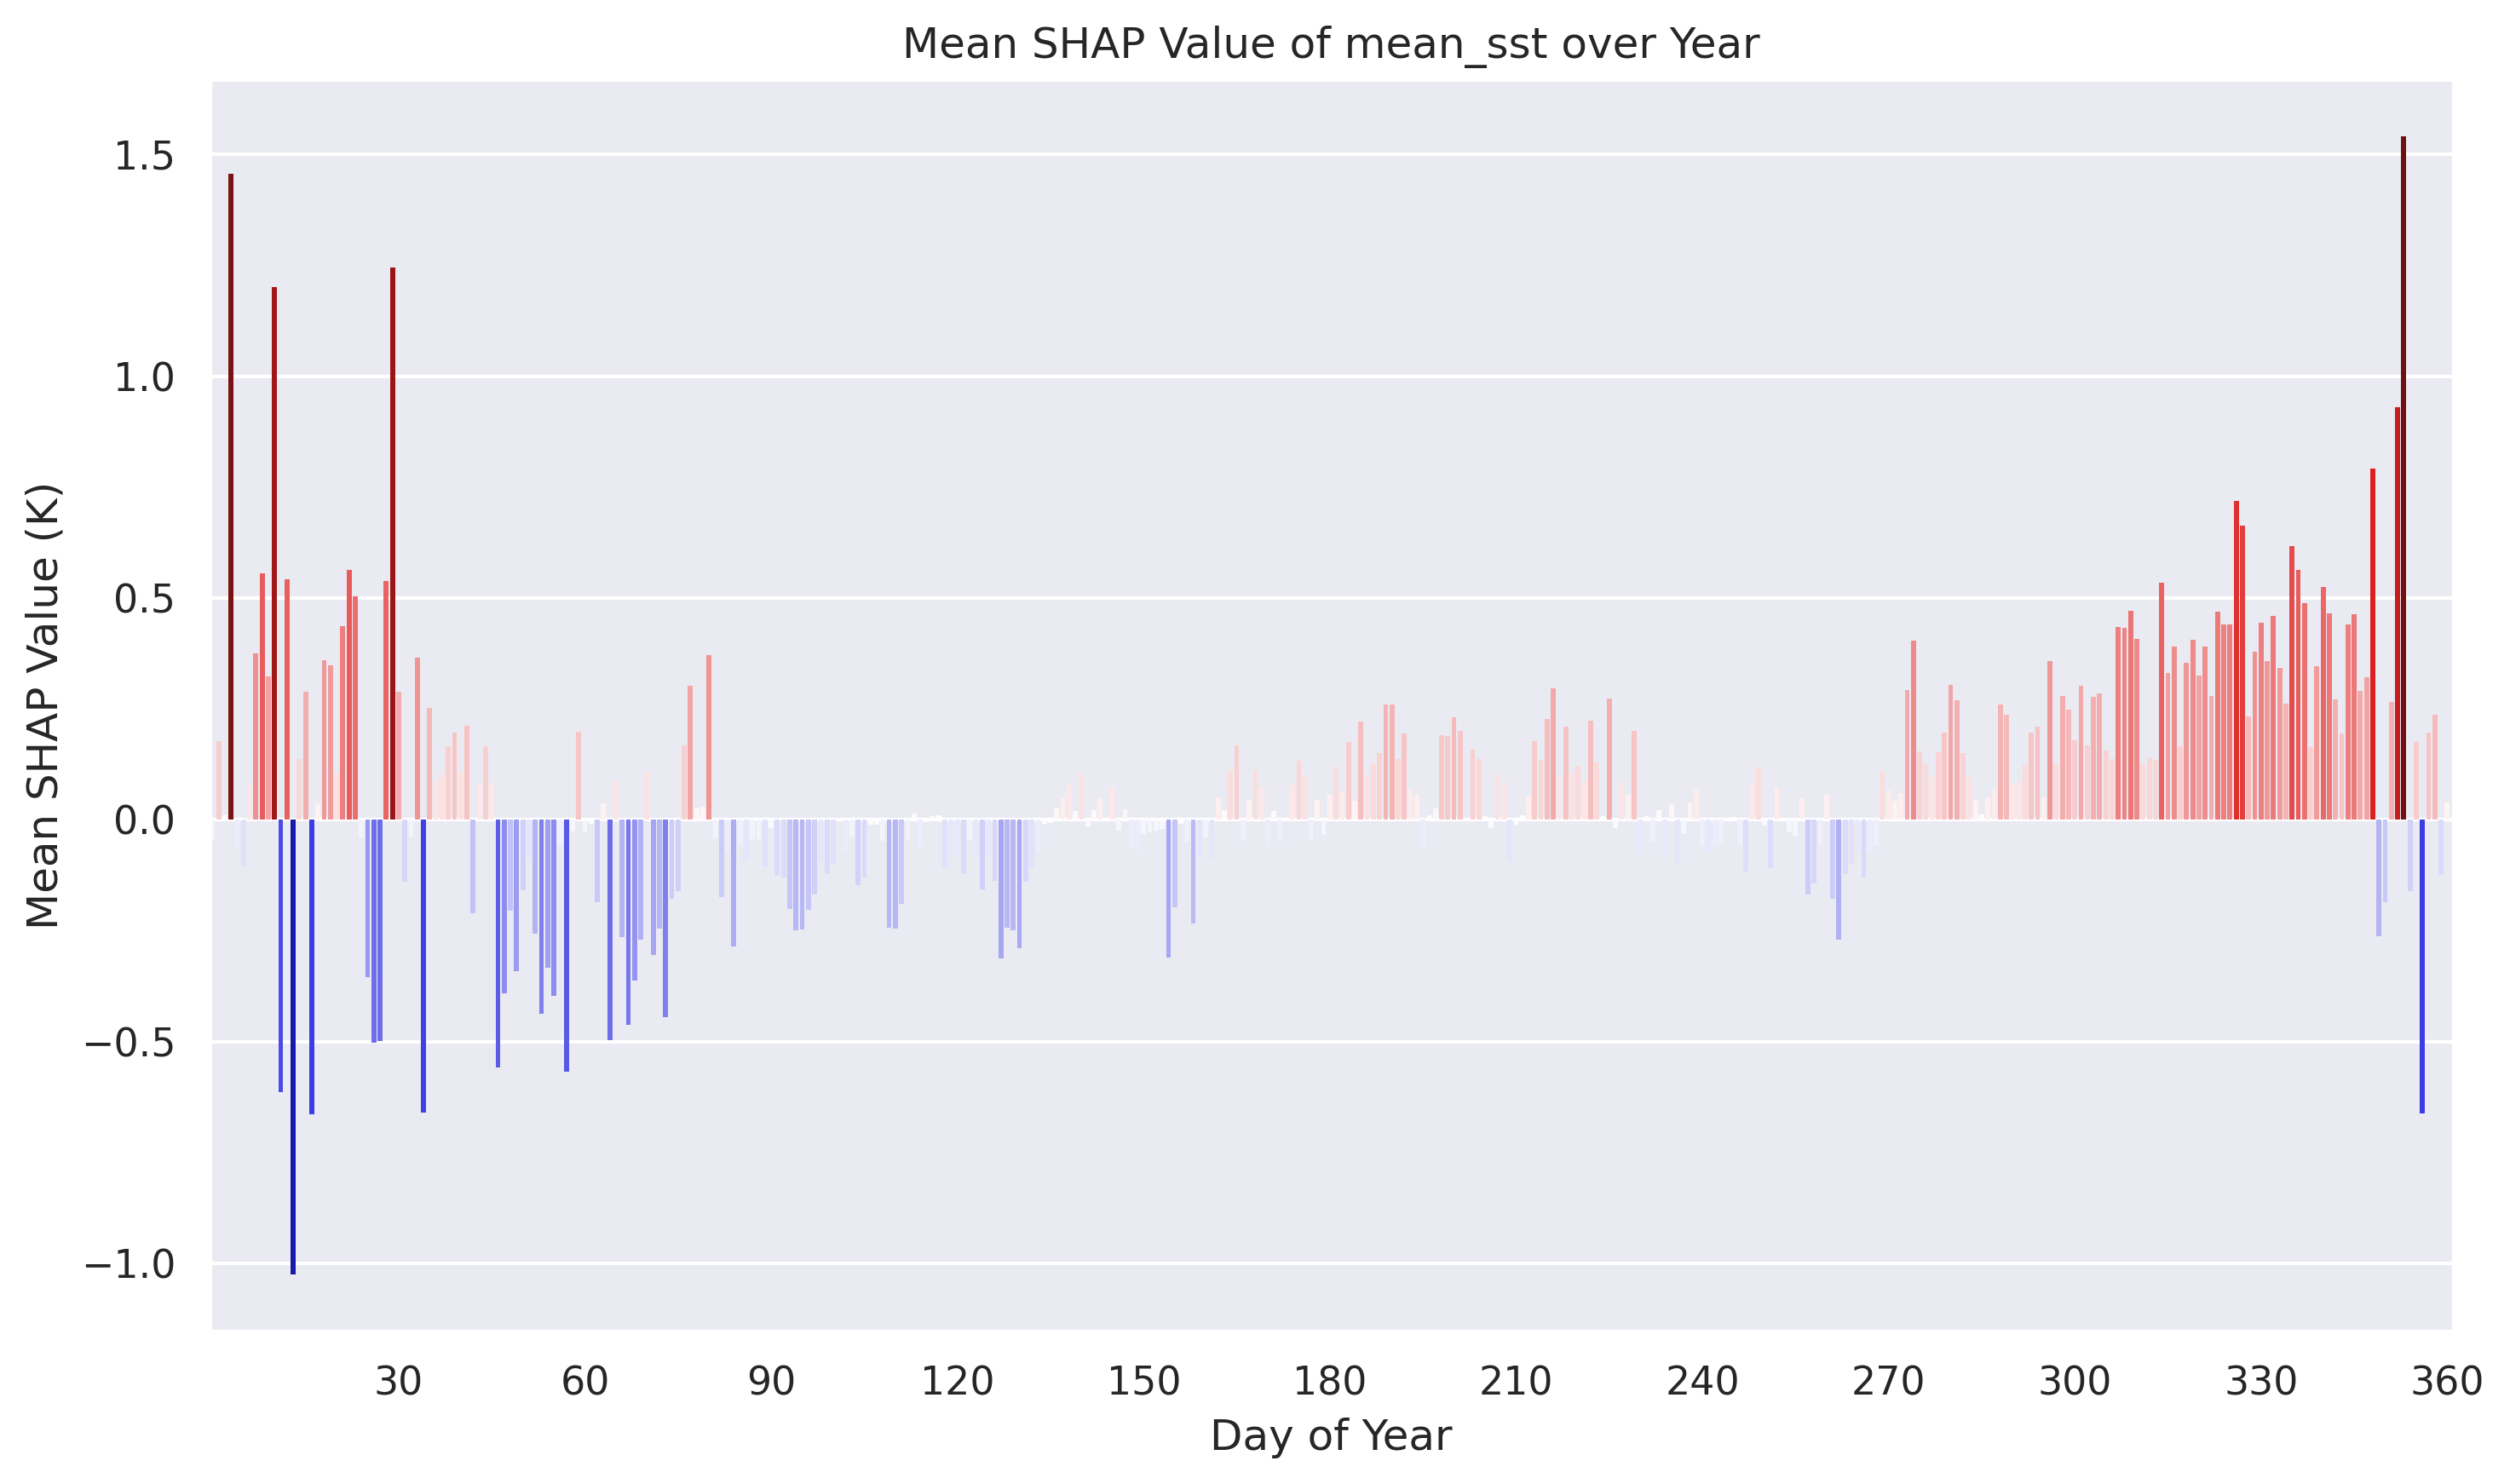 Mean SHAP Value of mean_sst over Year
Mean SHAP Value (K)
1.5
1.0
0.5
0.0
−0.5
−1.0
30 60 90 120 150 180 210 240 270 300 330 360
Day of Year